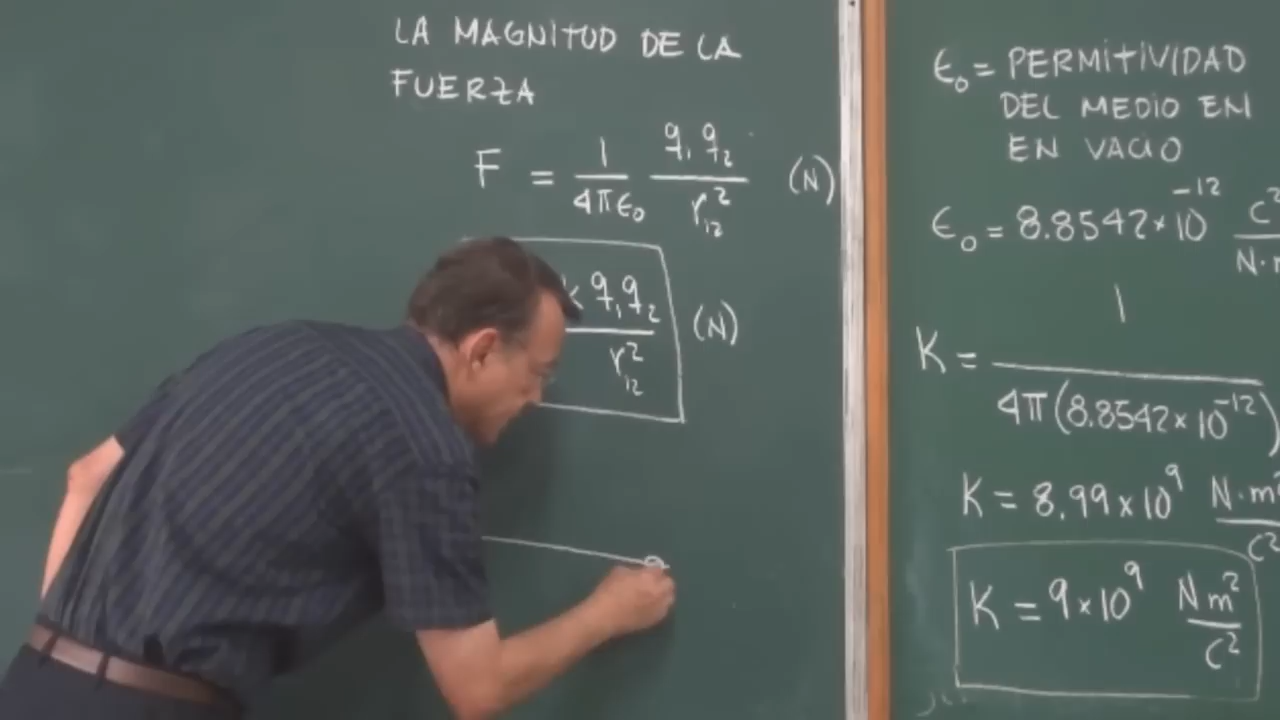 LA MAGNITUD DE LA
FUERZA
F = 1/4πϵ₀ q₁q₂/r₁₂² (N)
k q₁q₂/r₁₂² (N)
ϵ₀ = PERMITIVIDAD
DEL MEDIO EN
EN VACIO
ϵ₀ = 8.8542×10⁻¹² C²/N·m
K = 1/4π(8.8542×10⁻¹²)
K = 8.99×10⁹ N·m²/C²
K = 9×10⁹ Nm²/C²